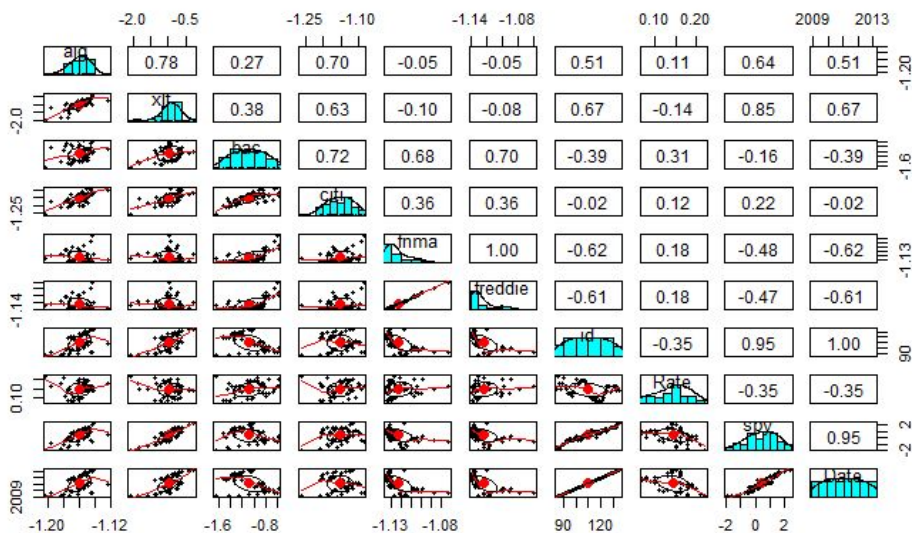 -2.0 -0.5 -1.25 -1.10 -1.14 -1.08 0.10 0.20 2009 2013
aig 0.78 0.27 0.70 -0.05 -0.05 0.51 0.11 0.64 0.51 -1.20
-2.0 xlf 0.38 0.63 -0.10 -0.08 0.67 -0.14 0.85 0.67
bac 0.72 0.68 0.70 -0.39 0.31 -0.16 -0.39 -1.6
-1.25 citi 0.36 0.36 -0.02 0.12 0.22 -0.02
fnma 1.00 -0.62 0.18 -0.48 -0.62 -1.13
-1.14 freddie -0.61 0.18 -0.47 -0.61
id -0.35 0.95 1.00 90
0.10 Rate -0.35 -0.35
spy 0.95 -2 2
2009 Date
-1.20 -1.12 -1.6 -0.8 -1.13 -1.08 90 120 -2 0 2